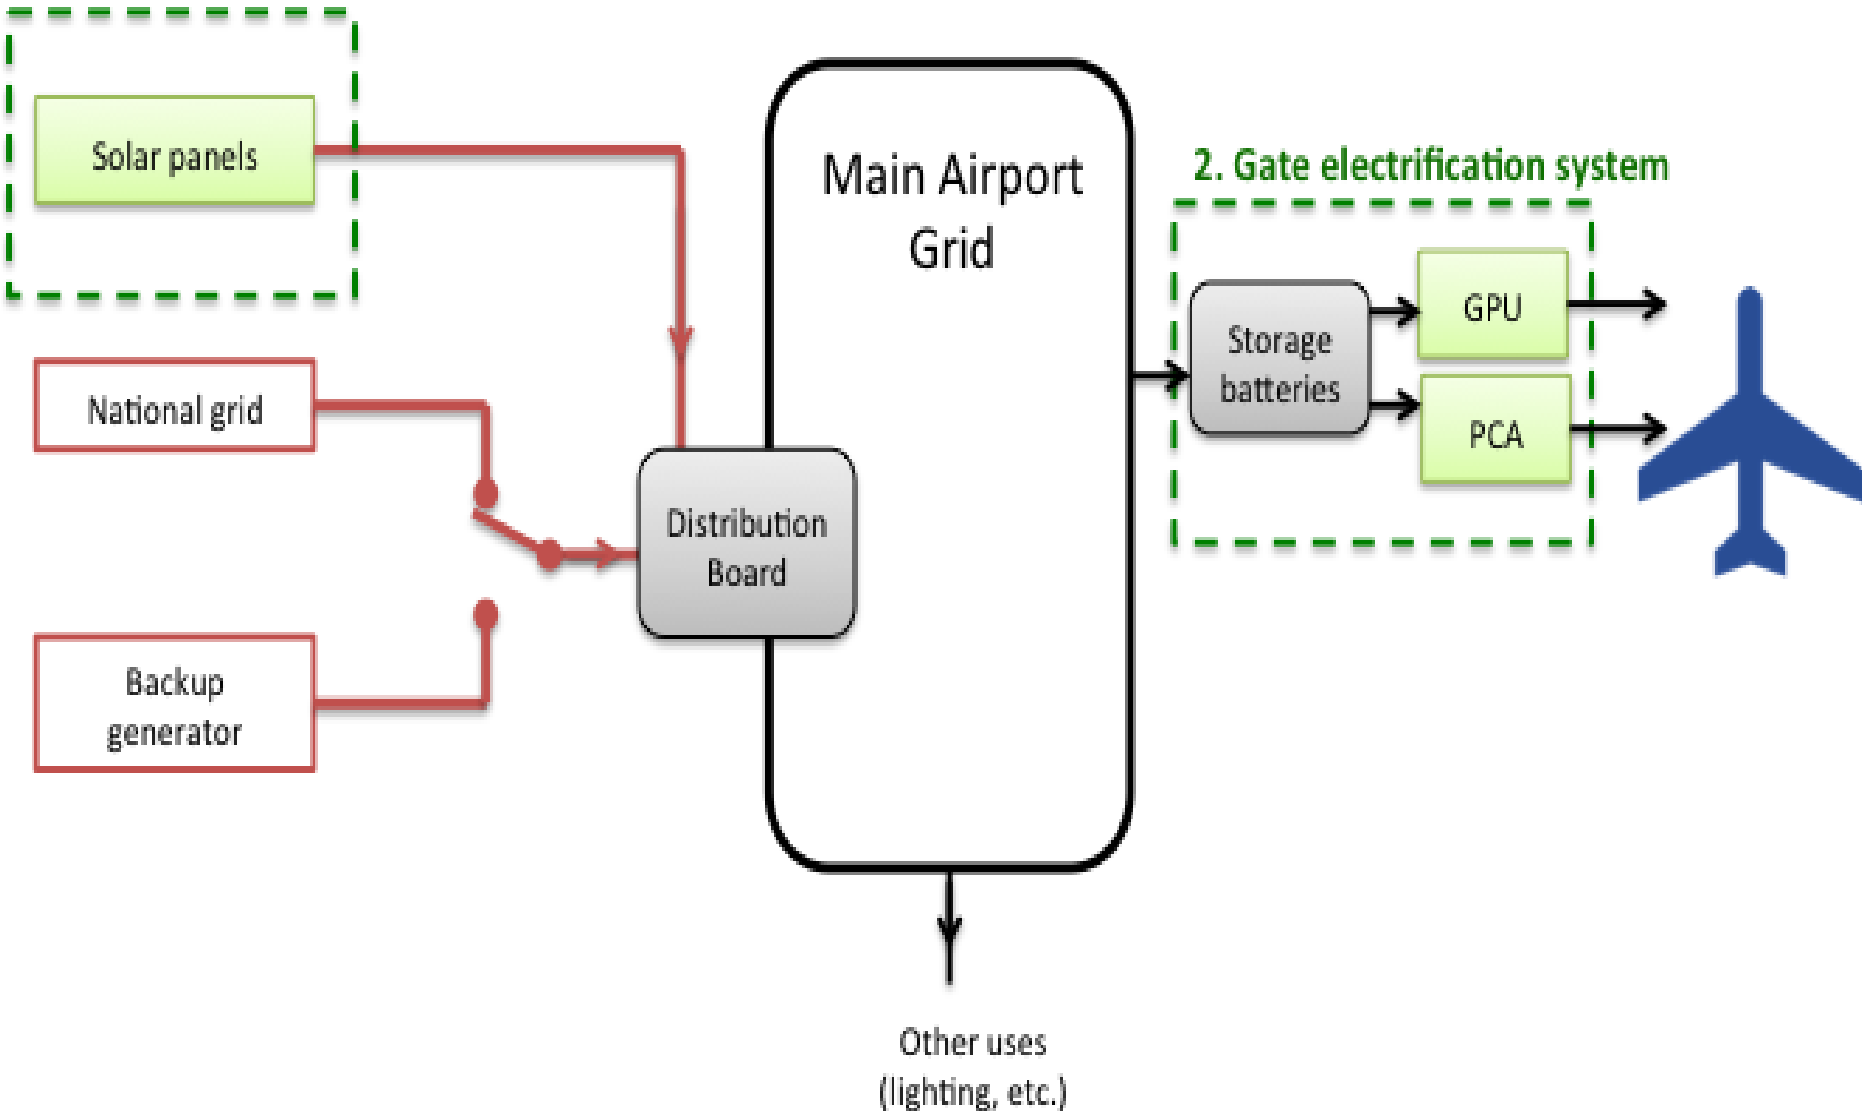 Solar panels
Main Airport
Grid
2. Gate electrification system
GPU
Storage
batteries
PCA
National grid
Distribution
Board
Backup
generator
Other uses
(lighting, etc.)